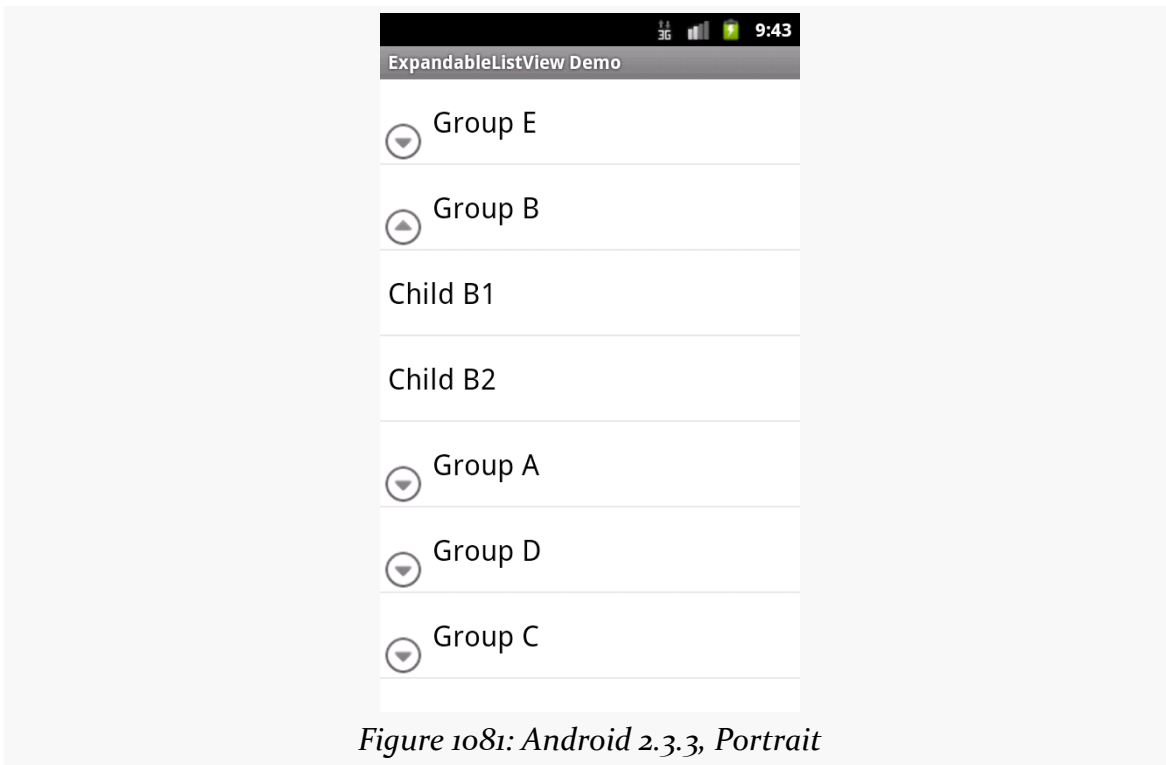 3G 9:43
ExpandableListView Demo
Group E
Group B
Child B1
Child B2
Group A
Group D
Group C
Figure 1081: Android 2.3.3, Portrait